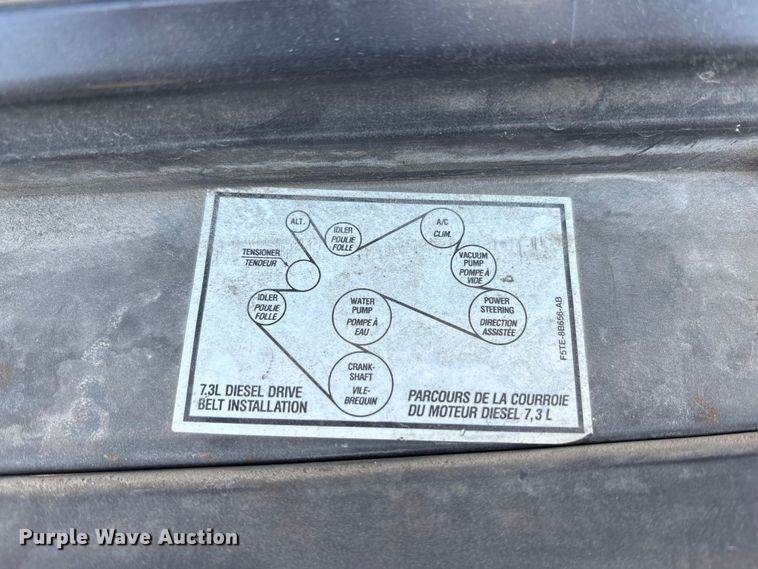 ALT.
IDLER
POULIE
FOLLE
A/C
CLIM.
TENSIONER
TENDEUR
VACUUM
PUMP
POMPE À
VIDE
IDLER
POULIE
FOLLE
WATER
PUMP
POMPE À
EAU
POWER
STEERING
DIRECTION
ASSISTÉE
F5TE-8B656-AB
CRANK-
SHAFT
VILE-
BREQUIN
7,3L DIESEL DRIVE
BELT INSTALLATION
PARCOURS DE LA COURROIE
DU MOTEUR DIESEL 7,3 L
Purple Wave Auction